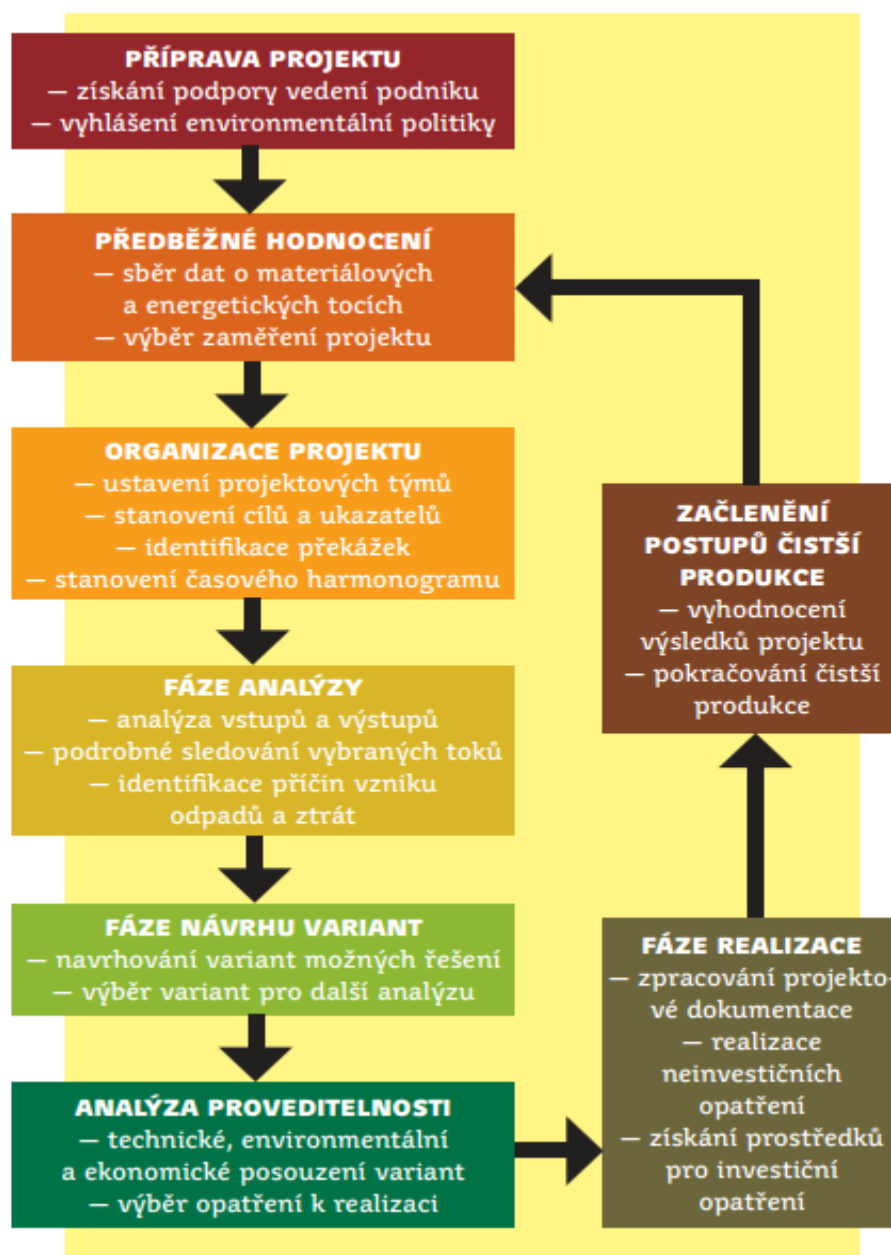 PŘÍPRAVA PROJEKTU
— získání podpory vedení podniku
— vyhlášení environmentální politiky
PŘEDBĚŽNÉ HODNOCENÍ
— sběr dat o materiálových
a energetických tocích
— výběr zaměření projektu
ORGANIZACE PROJEKTU
— ustavení projektových týmů
— stanovení cílů a ukazatelů
— identifikace překážek
— stanovení časového harmonogramu
FÁZE ANALÝZY
— analýza vstupů a výstupů
— podrobné sledování vybraných toků
— identifikace příčin vzniku
odpadů a ztrát
FÁZE NÁVRHU VARIANT
— navrhování variant možných řešení
— výběr variant pro další analýzu
ANALÝZA PROVEDITELNOSTI
— technické, environmentální
a ekonomické posouzení variant
— výběr opatření k realizaci
FÁZE REALIZACE
— zpracování projekto-
vé dokumentace
— realizace
neinvestičních
opatření
— získání prostředků
pro investiční
opatření
ZAČLENĚNÍ
POSTUPŮ ČISTŠÍ
PRODUKCE
— vyhodnocení
výsledků projektu
— pokračování čistší
produkce